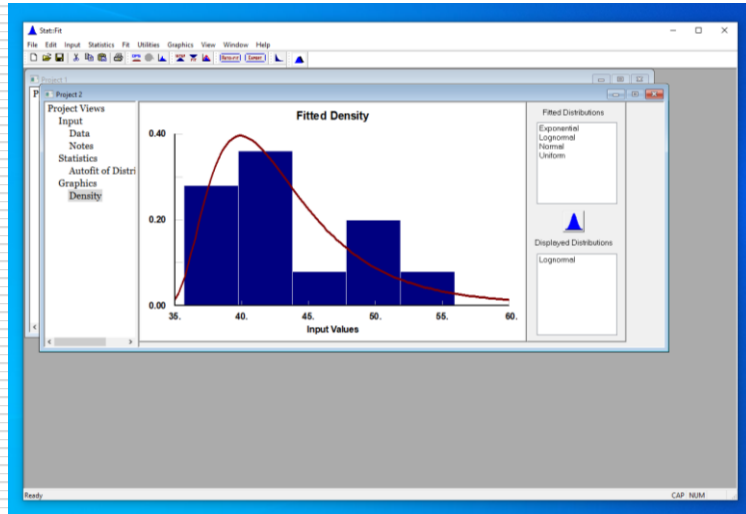 Stat::Fit
File Edit Input Statistics Fit Utilities Graphics View Window Help
Project 1
Project 2
Project Views
Input
Data
Notes
Statistics
Autofit of Distri
Graphics
Density
Fitted Density
0.40
0.20
0.00
35. 40. 45. 50. 55. 60.
Input Values
Fitted Distributions
Exponential
Lognormal
Normal
Uniform
Displayed Distributions
Lognormal
Ready
CAP NUM